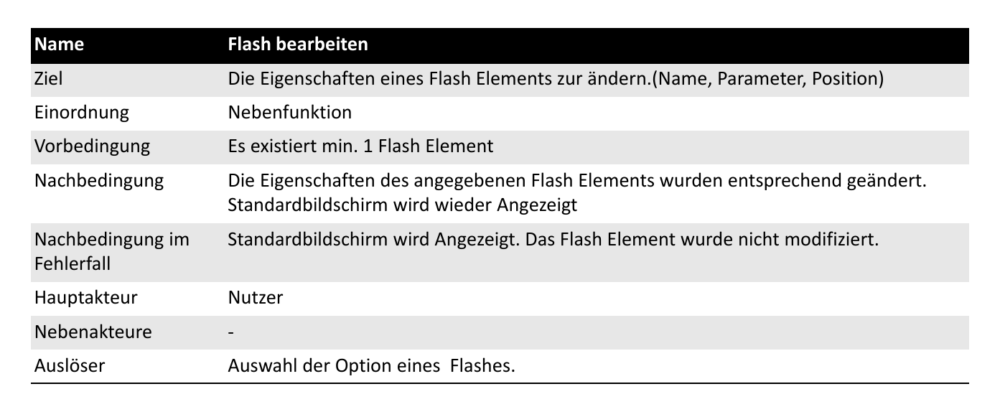 Name Flash bearbeiten
Ziel Die Eigenschaften eines Flash Elements zur ändern.(Name, Parameter, Position)
Einordnung Nebenfunktion
Vorbedingung Es existiert min. 1 Flash Element
Nachbedingung Die Eigenschaften des angegebenen Flash Elements wurden entsprechend geändert.
Standardbildschirm wird wieder Angezeigt
Nachbedingung im Standardbildschirm wird Angezeigt. Das Flash Element wurde nicht modifiziert.
Fehlerfall
Hauptakteur Nutzer
Nebenakteure -
Auslöser Auswahl der Option eines  Flashes.